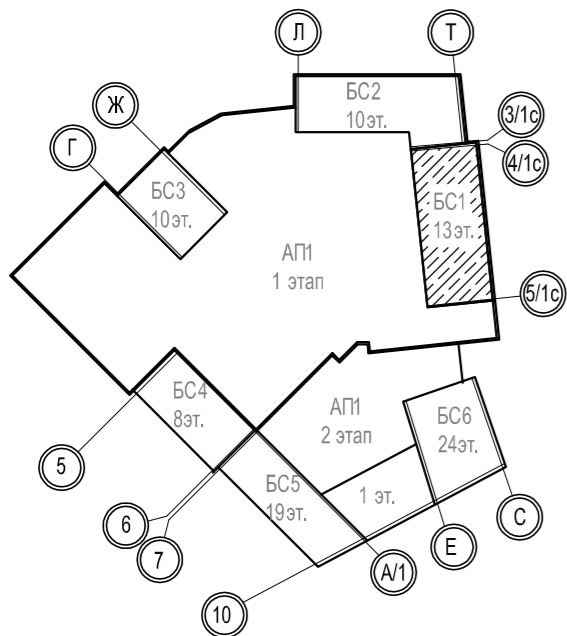 Л
Т
Ж
Г
БС2
10эт.
3/1с
4/1с
БС3
10эт.
БС1
13эт.
АП1
1 этап
5/1с
БС4
8эт.
АП1
2 этап
БС6
24эт.
5
БС5
19эт.
1 эт.
6
7
С
Е
А/1
10